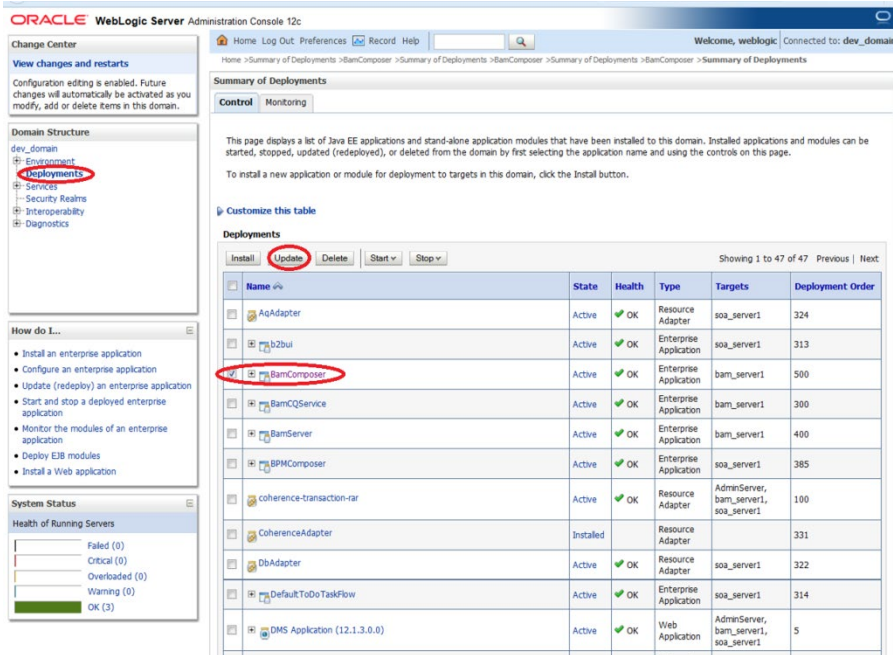 ORACLE WebLogic Server Administration Console 12c
Change Center
View changes and restarts
Configuration editing is enabled. Future
changes will automatically be activated as you
modify, add or delete items in this domain.
Domain Structure
dev_domain
Environment
Deployments
Services
Security Realms
Interoperability
Diagnostics
How do I...
Install an enterprise application
Configure an enterprise application
Update (redeploy) an enterprise application
Start and stop a deployed enterprise
application
Monitor the modules of an enterprise
application
Deploy EJB modules
Install a Web application
System Status
Health of Running Servers
Failed (0)
Critical (0)
Overloaded (0)
Warning (0)
OK (3)
Home Log Out Preferences Record Help
Welcome, weblogic Connected to: dev_domain
Home >Summary of Deployments >BamComposer >Summary of Deployments >BamComposer >Summary of Deployments >BamComposer >Summary of Deployments
Summary of Deployments
Control Monitoring
This page displays a list of Java EE applications and stand-alone application modules that have been installed to this domain. Installed applications and modules can be
started, stopped, updated (redeployed), or deleted from the domain by first selecting the application name and using the controls on this page.
To install a new application or module for deployment to targets in this domain, click the Install button.
Customize this table
Deployments
Install Update Delete Start Stop Showing 1 to 47 of 47 Previous | Next
Name State Health Type Targets Deployment Order
AqAdapter Active OK Resource Adapter soa_server1 324
b2bui Active OK Enterprise Application soa_server1 313
BamComposer Active OK Enterprise Application bam_server1 500
BamCQService Active OK Enterprise Application bam_server1 300
BamServer Active OK Enterprise Application bam_server1 400
BPMComposer Active OK Enterprise Application soa_server1 385
coherence-transaction-rar Active OK Resource Adapter AdminServer, bam_server1, soa_server1 100
CoherenceAdapter Installed Resource Adapter 331
DbAdapter Active OK Resource Adapter soa_server1 322
DefaultToDoTaskFlow Active OK Enterprise Application soa_server1 314
DMS Application (12.1.3.0.0) Active OK Web Application AdminServer, bam_server1, soa_server1 5